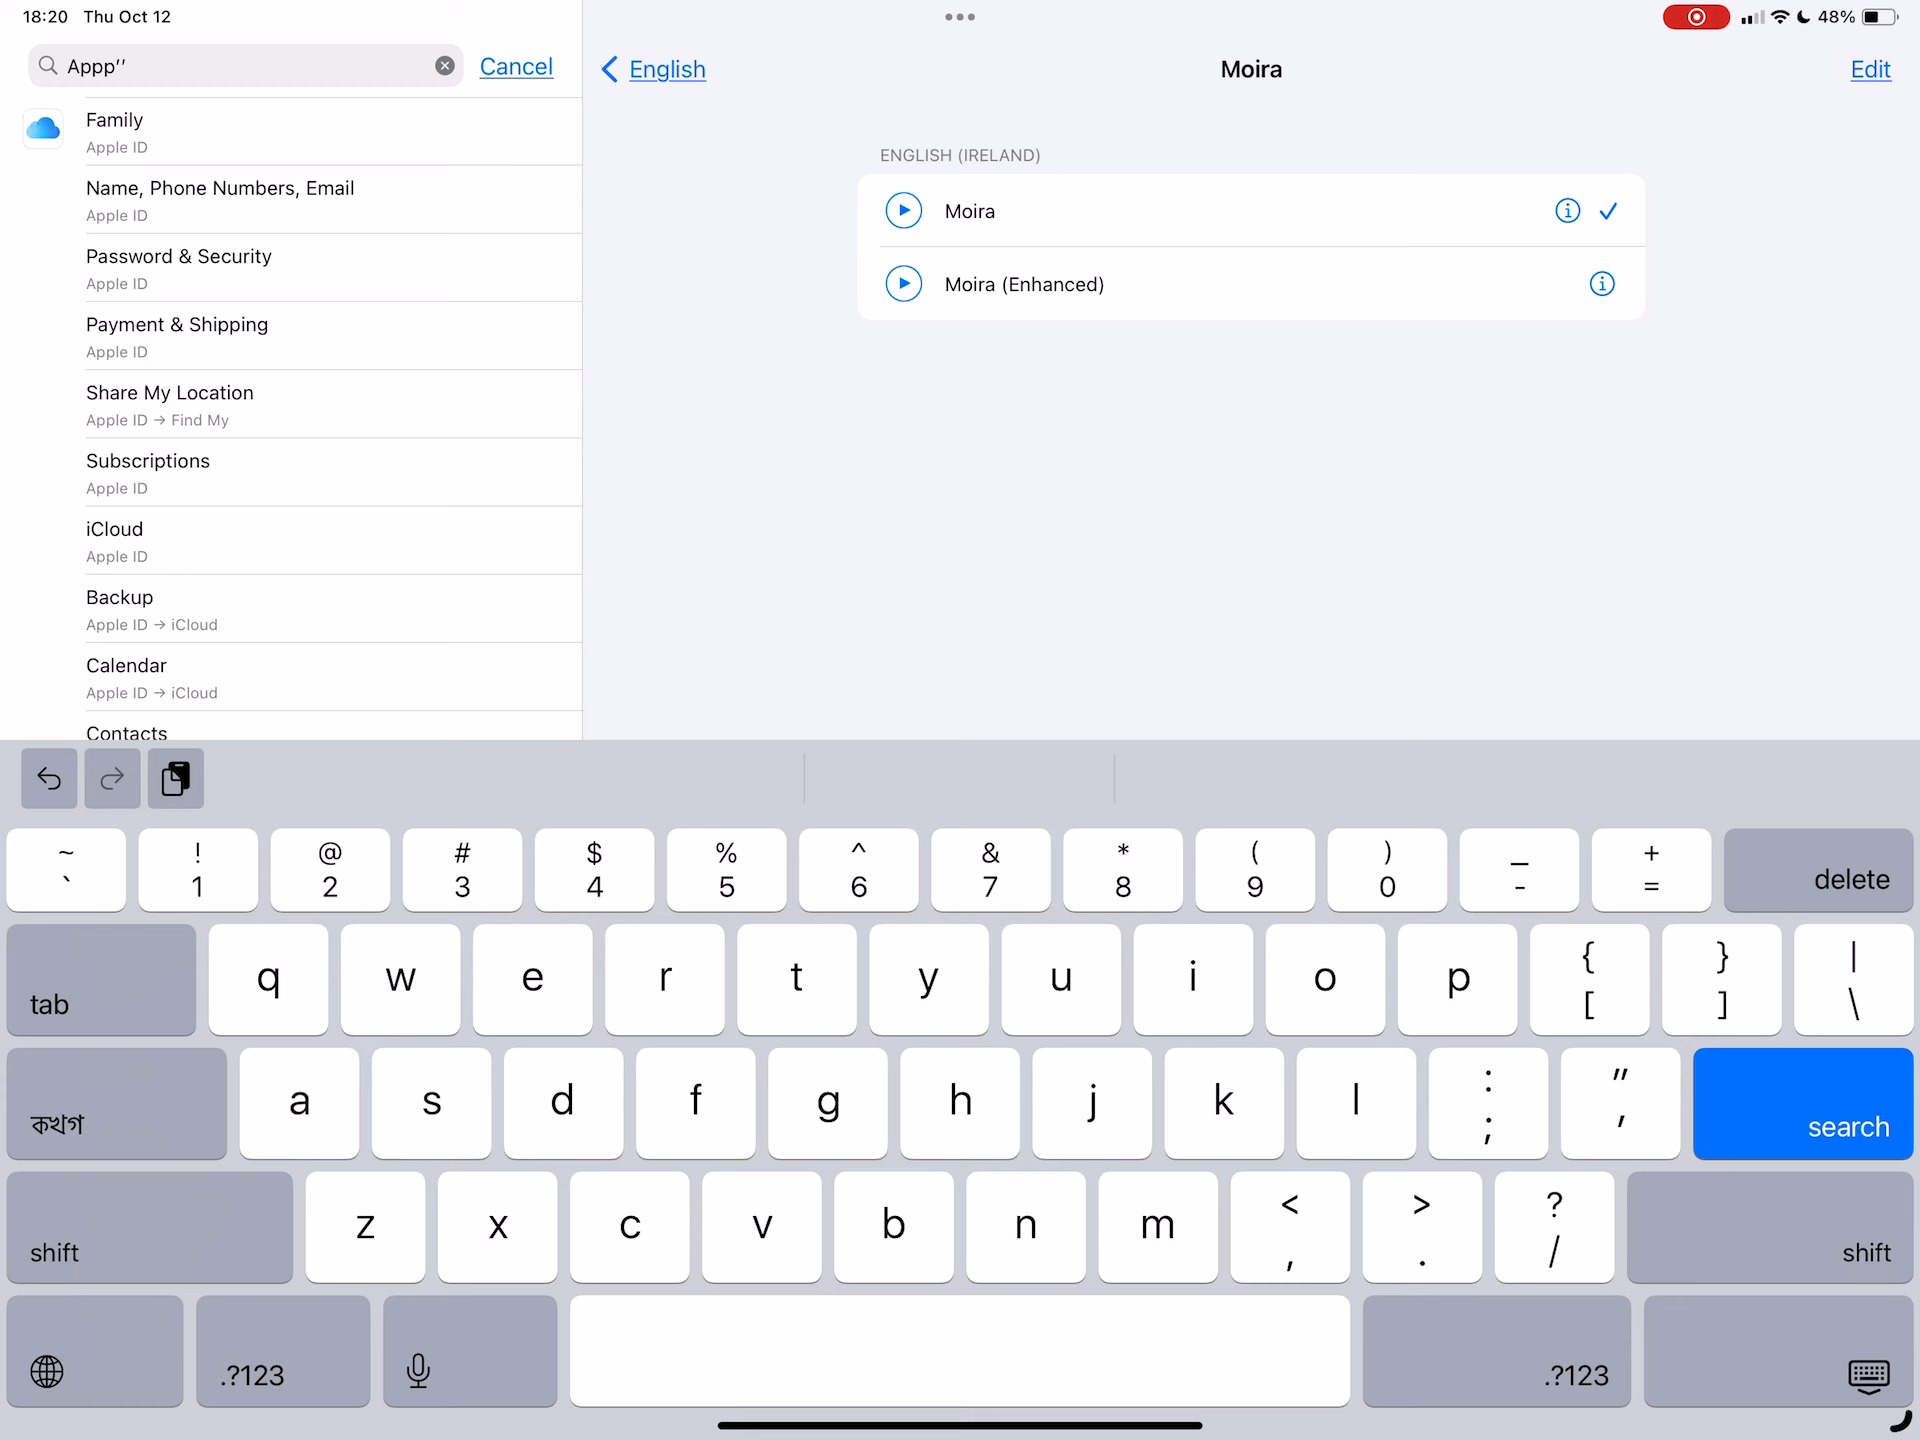 18:20 Thu Oct 12
48%
Appp’’
Cancel
English
Moira
Edit
Family
Apple ID
Name, Phone Numbers, Email
Apple ID
Password & Security
Apple ID
Payment & Shipping
Apple ID
Share My Location
Apple ID → Find My
Subscriptions
Apple ID
iCloud
Apple ID
Backup
Apple ID → iCloud
Calendar
Apple ID → iCloud
Contacts
ENGLISH (IRELAND)
Moira
Moira (Enhanced)
~ ! @ # $ % ^ & * ( ) _ +
` 1 2 3 4 5 6 7 8 9 0 - = delete
tab q w e r t y u i o p { [ } ] | \
কখগ a s d f g h j k l : ; " ' search
shift z x c v b n m < , > . ? / shift
.?123 .?123